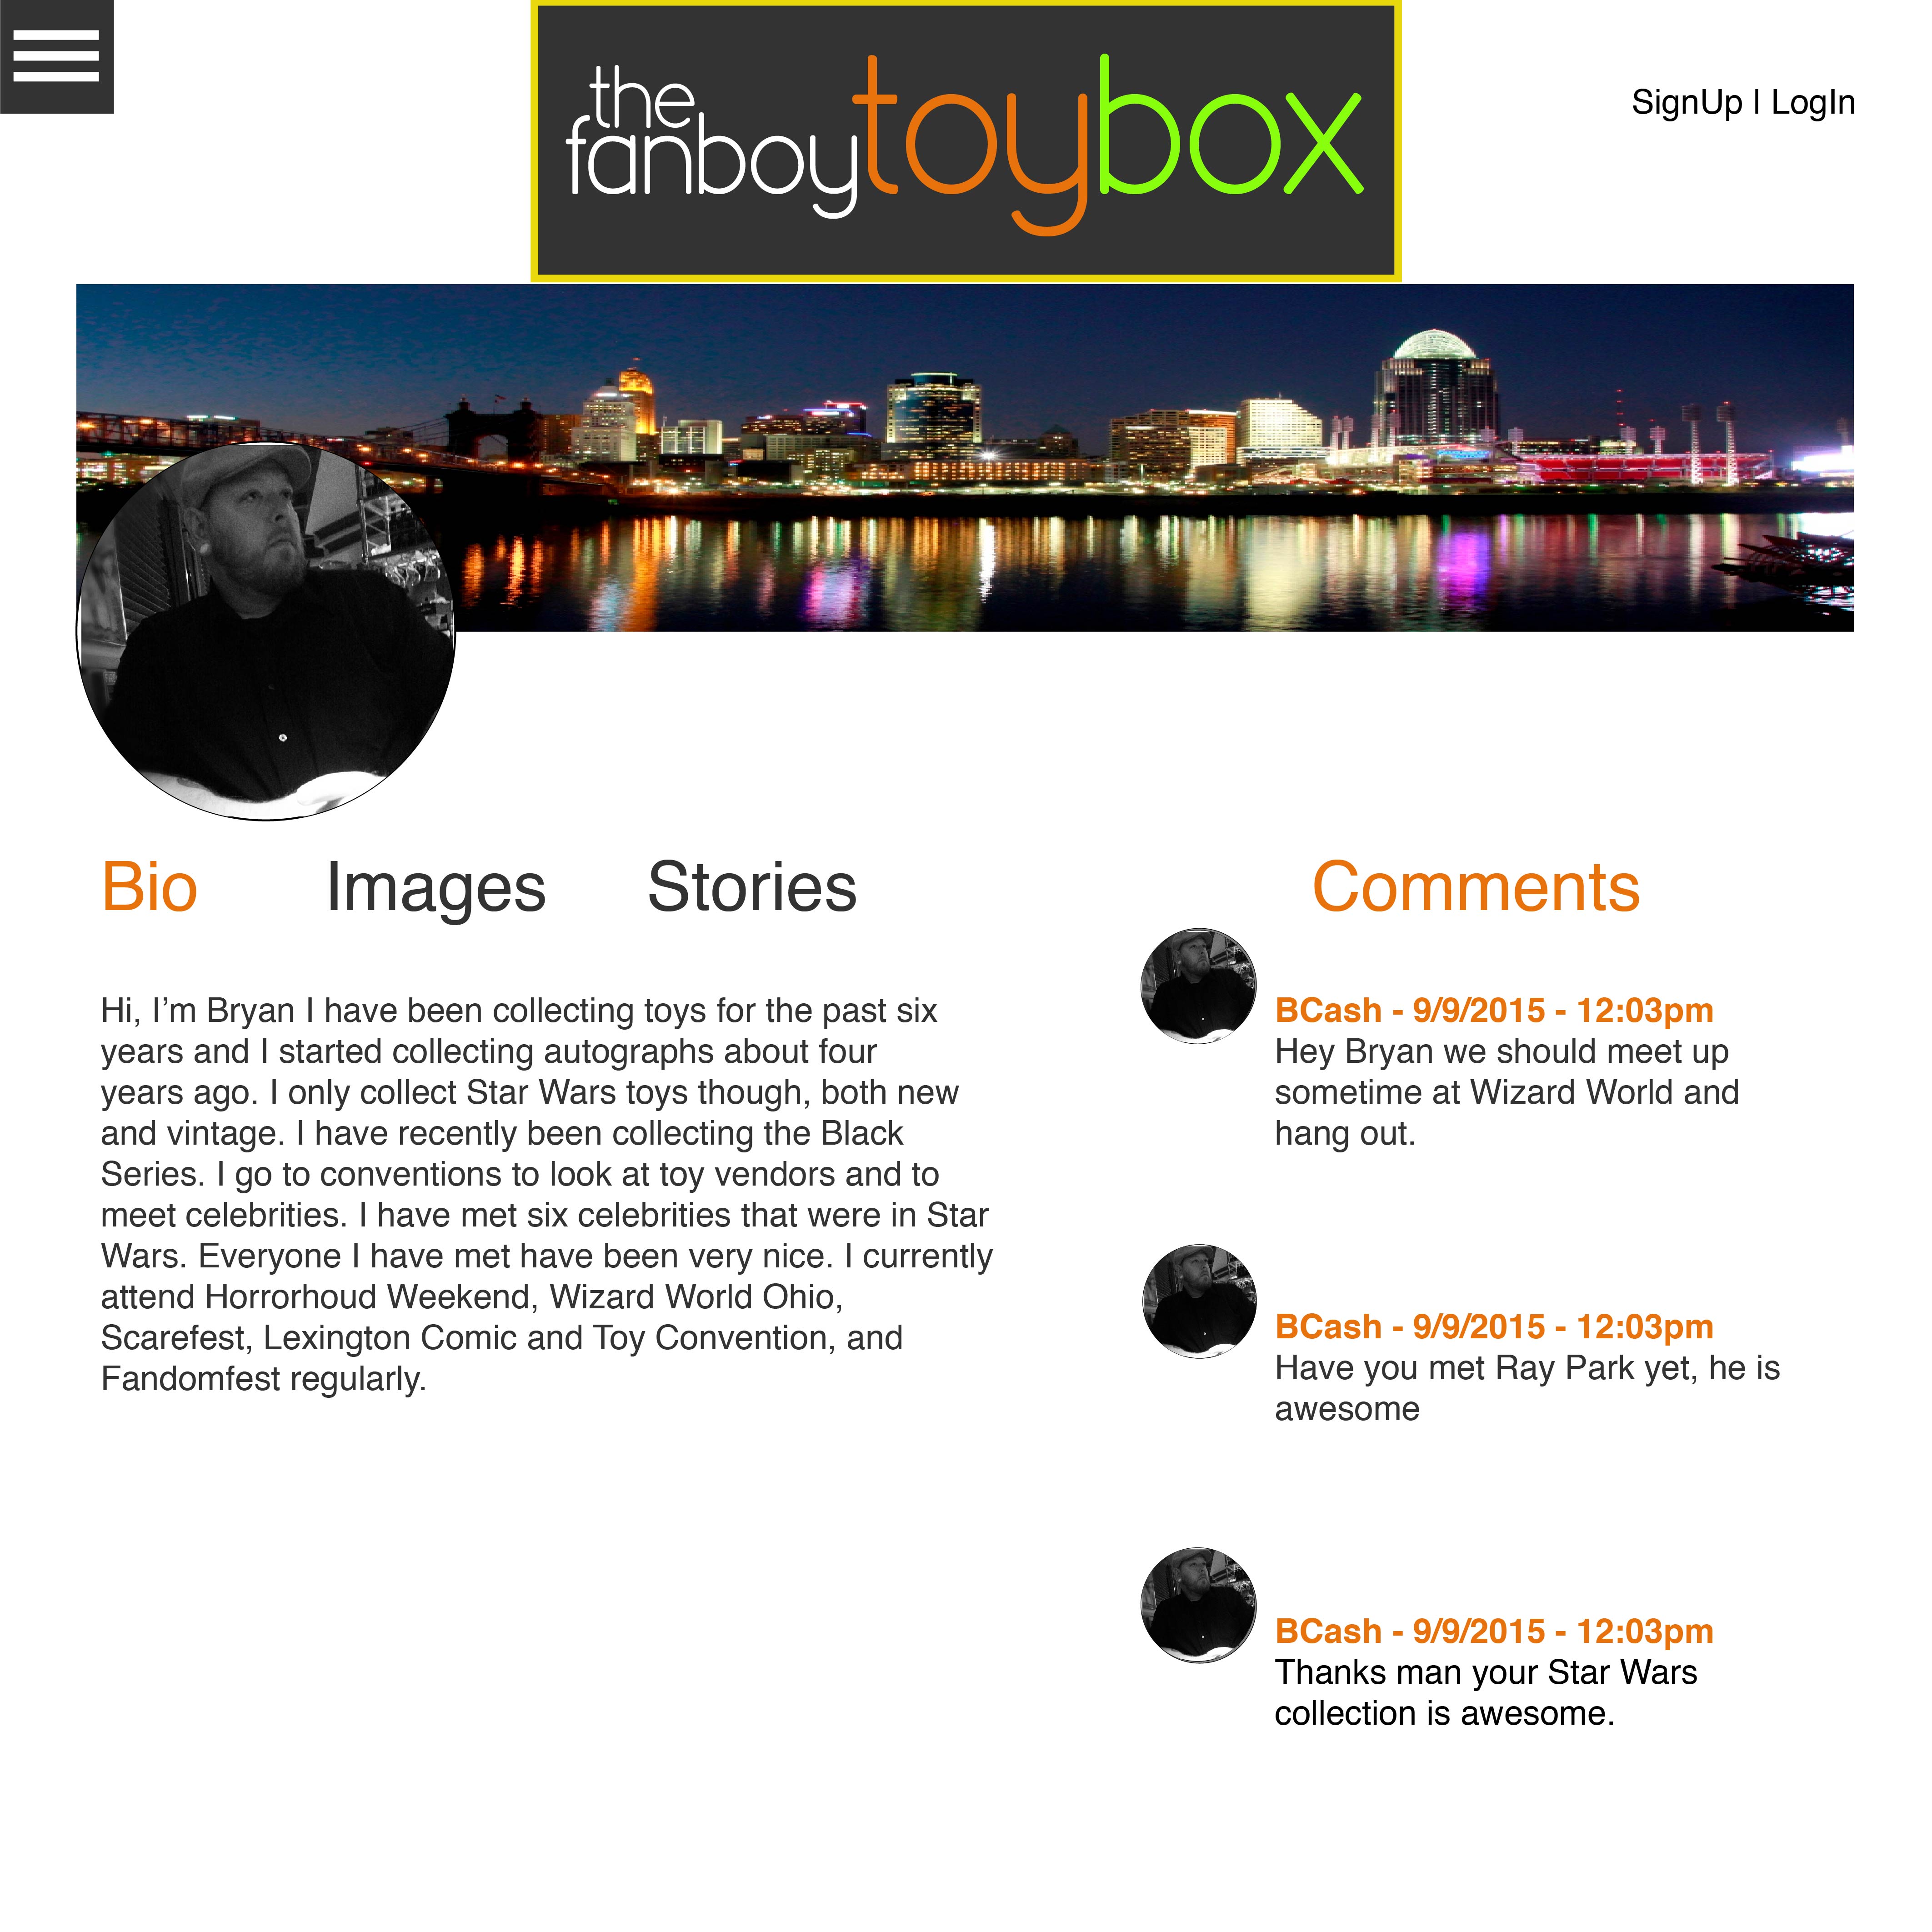 the
fanboytoybox
SignUp | LogIn
Bio Images Stories
Hi, I’m Bryan I have been collecting toys for the past six
years and I started collecting autographs about four
years ago. I only collect Star Wars toys though, both new
and vintage. I have recently been collecting the Black
Series. I go to conventions to look at toy vendors and to
meet celebrities. I have met six celebrities that were in Star
Wars. Everyone I have met have been very nice. I currently
attend Horrorhoud Weekend, Wizard World Ohio,
Scarefest, Lexington Comic and Toy Convention, and
Fandomfest regularly.
Comments
BCash - 9/9/2015 - 12:03pm
Hey Bryan we should meet up
sometime at Wizard World and
hang out.
BCash - 9/9/2015 - 12:03pm
Have you met Ray Park yet, he is
awesome
BCash - 9/9/2015 - 12:03pm
Thanks man your Star Wars
collection is awesome.